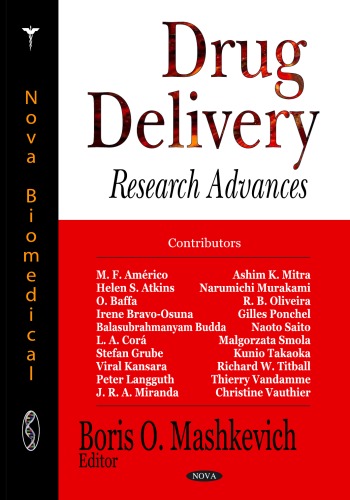 Nova Biomedical
Drug
Delivery
Research Advances
Contributors
M. F. Américo
Helen S. Atkins
O. Baffa
Irene Bravo-Osuna
Balasubrahmanyam Budda
L. A. Corá
Stefan Grube
Viral Kansara
Peter Langguth
J. R. A. Miranda
Ashim K. Mitra
Narumichi Murakami
R. B. Oliveira
Gilles Ponchel
Naoto Saito
Malgorzata Smola
Kunio Takaoka
Richard W. Titball
Thierry Vandamme
Christine Vauthier
Boris O. Mashkevich
Editor
NOVA